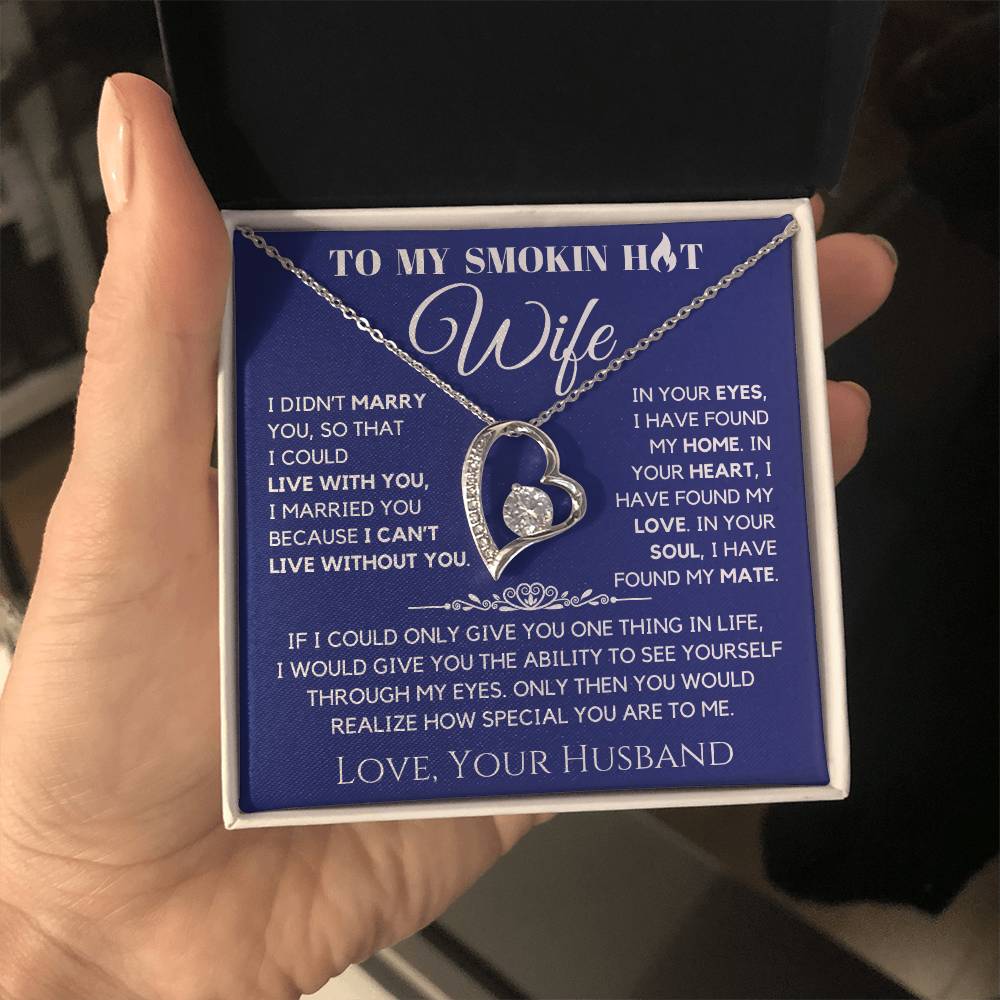 TO MY SMOKIN HOT
Wife
I DIDN'T MARRY
YOU, SO THAT
I COULD
LIVE WITH YOU,
I MARRIED YOU
BECAUSE I CAN'T
LIVE WITHOUT YOU.
IN YOUR EYES,
I HAVE FOUND
MY HOME. IN
YOUR HEART, I
HAVE FOUND MY
LOVE. IN YOUR
SOUL, I HAVE
FOUND MY MATE.
IF I COULD ONLY GIVE YOU ONE THING IN LIFE,
I WOULD GIVE YOU THE ABILITY TO SEE YOURSELF
THROUGH MY EYES. ONLY THEN YOU WOULD
REALIZE HOW SPECIAL YOU ARE TO ME.
LOVE, YOUR HUSBAND